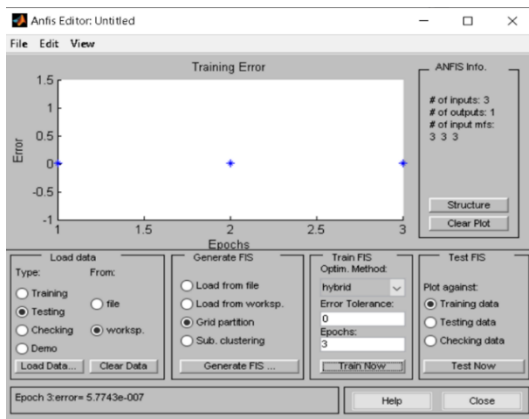 Anfis Editor: Untitled
File Edit View
Training Error
1.5
1
0.5
0
-0.5
-1
Error
1 1.5 2 2.5 3
Epochs
ANFIS Info.
# of inputs: 3
# of outputs: 1
# of input mfs:
3 3 3
Structure
Clear Plot
Load data
Type: From:
Training
Testing
Checking
Demo
file
worksp.
Load Data... Clear Data
Generate FIS
Load from file
Load from worksp.
Grid partition
Sub. clustering
Generate FIS ...
Train FIS
Optim. Method:
hybrid
Error Tolerance:
0
Epochs:
3
Train Now
Test FIS
Plot against:
Training data
Testing data
Checking data
Test Now
Epoch 3:error= 5.7743e-007
Help Close